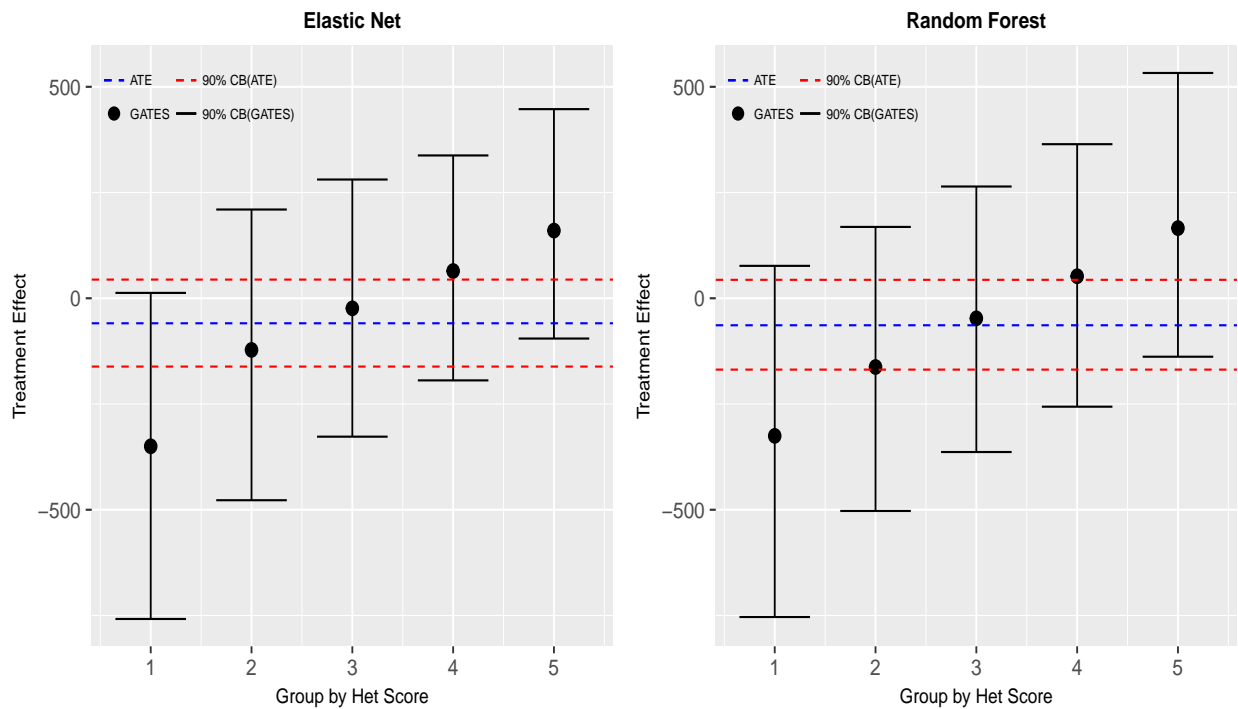 Elastic Net
Treatment Effect
500
0
−500
ATE
90% CB(ATE)
GATES
90% CB(GATES)
1 2 3 4 5
Group by Het Score
Random Forest
Treatment Effect
500
0
−500
ATE
90% CB(ATE)
GATES
90% CB(GATES)
1 2 3 4 5
Group by Het Score